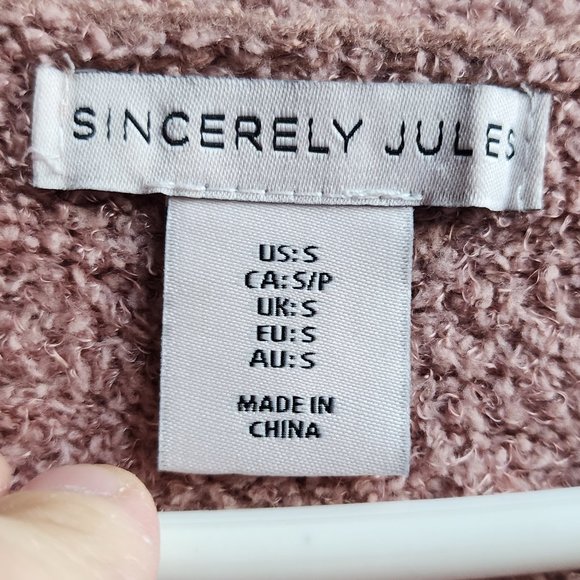 SINCERELY JULES
US: S
CA: S/P
UK: S
EU: S
AU: S
MADE IN
CHINA